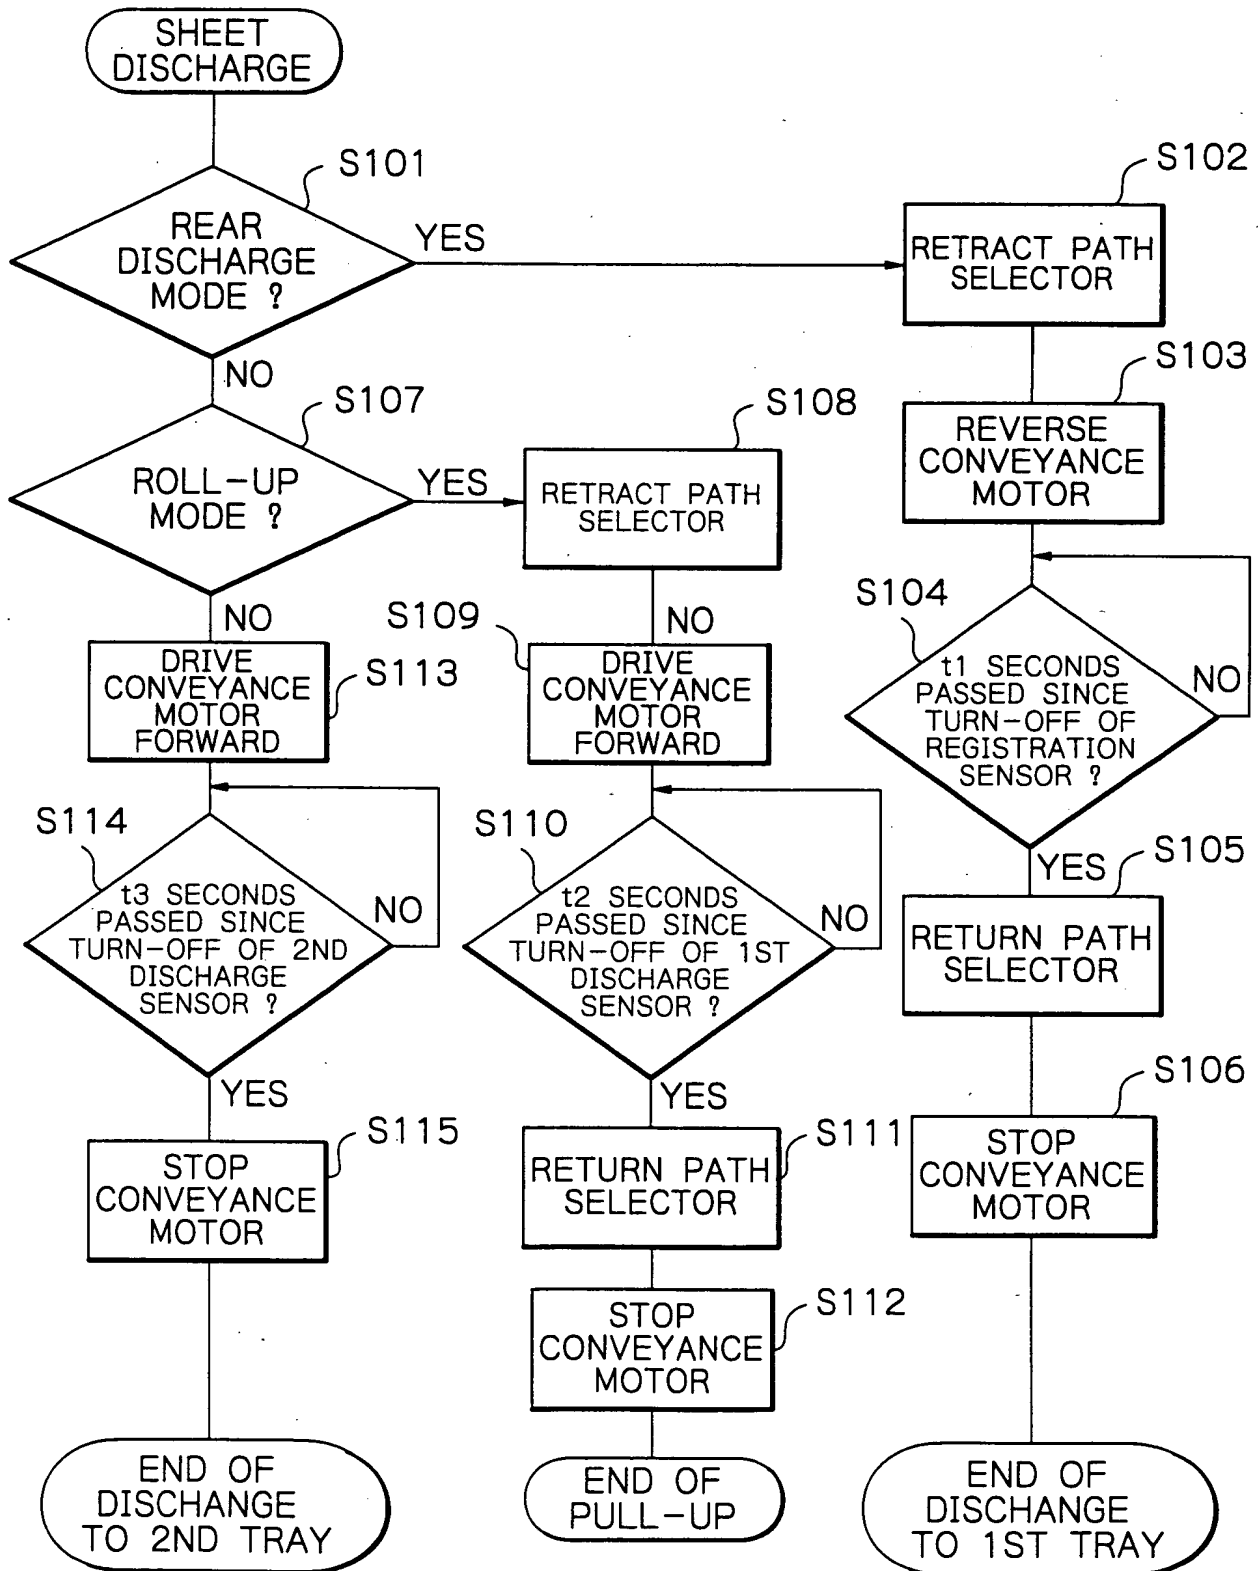 SHEET
DISCHARGE
S101
REAR
DISCHARGE
MODE ?
YES
NO
S102
RETRACT PATH
SELECTOR
S103
REVERSE
CONVEYANCE
MOTOR
S104
t1 SECONDS
PASSED SINCE
TURN-OFF OF
REGISTRATION
SENSOR ?
NO
YES
S105
RETURN PATH
SELECTOR
S106
STOP
CONVEYANCE
MOTOR
END OF
DISCHANGE
TO 1ST TRAY
S107
ROLL-UP
MODE ?
YES
NO
S108
RETRACT PATH
SELECTOR
NO
S109
DRIVE
CONVEYANCE
MOTOR
FORWARD
S110
t2 SECONDS
PASSED SINCE
TURN-OFF OF 1ST
DISCHARGE
SENSOR ?
NO
YES
S111
RETURN PATH
SELECTOR
S112
STOP
CONVEYANCE
MOTOR
END OF
PULL-UP
S113
DRIVE
CONVEYANCE
MOTOR
FORWARD
S114
t3 SECONDS
PASSED SINCE
TURN-OFF OF 2ND
DISCHARGE
SENSOR ?
NO
YES
S115
STOP
CONVEYANCE
MOTOR
END OF
DISCHANGE
TO 2ND TRAY